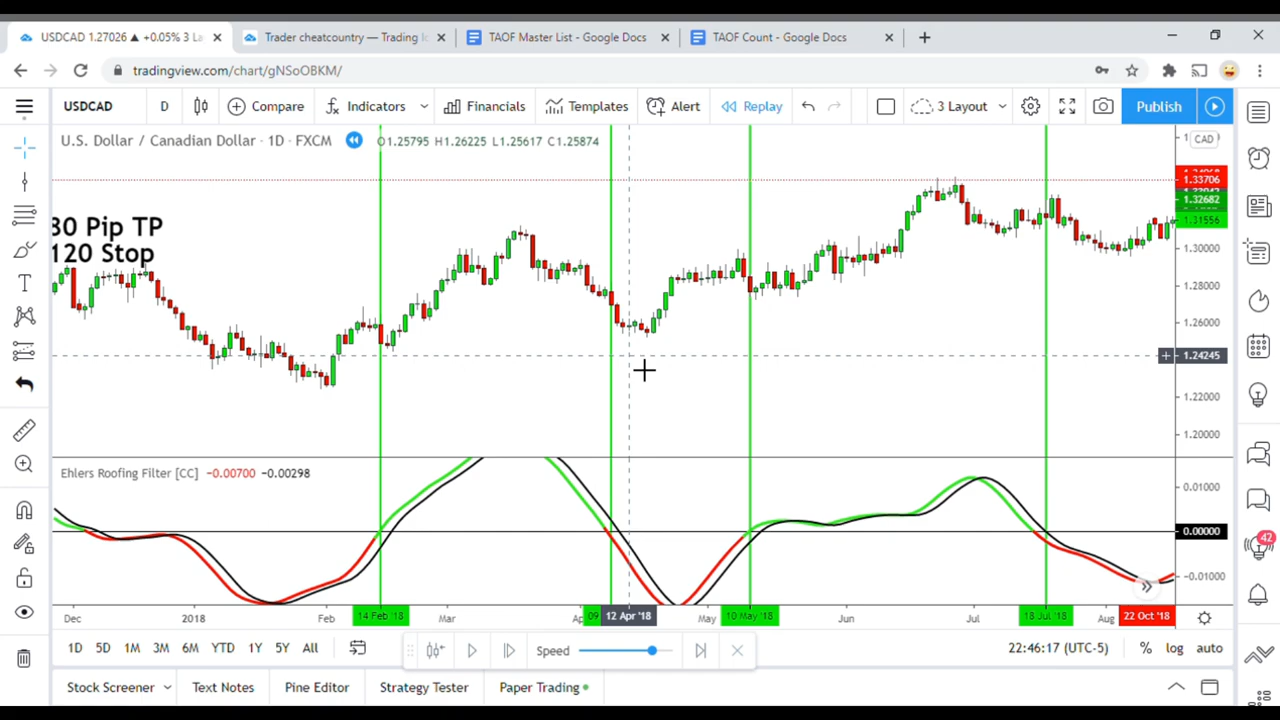 USDCAD 1.27026 ▲ +0.05% 3 La
Trader cheatcountry — Trading I
TAOF Master List - Google Docs
TAOF Count - Google Docs
tradingview.com/chart/gNSoOBKM/
USDCAD
D
Compare
Indicators
Financials
Templates
Alert
Replay
3 Layout
Publish
U.S. Dollar / Canadian Dollar · 1D · FXCM
O1.25795 H1.26225 L1.25617 C1.25874
CAD
1.33706
1.32682
1.31556
30 Pip TP
120 Stop
1.30000
1.28000
1.26000
1.24245
1.22000
1.20000
Ehlers Roofing Filter [CC] −0.00700 −0.00298
0.01000
0.00000
−0.01000
42
Dec
2018
Feb
14 Feb '18
Mar
09
12 Apr '18
May
10 May '18
Jun
Jul
18 Jul '18
Aug
22 Oct '18
1D 5D 1M 3M 6M YTD 1Y 5Y All
Speed
22:46:17 (UTC-5)
% log auto
Stock Screener
Text Notes
Pine Editor
Strategy Tester
Paper Trading